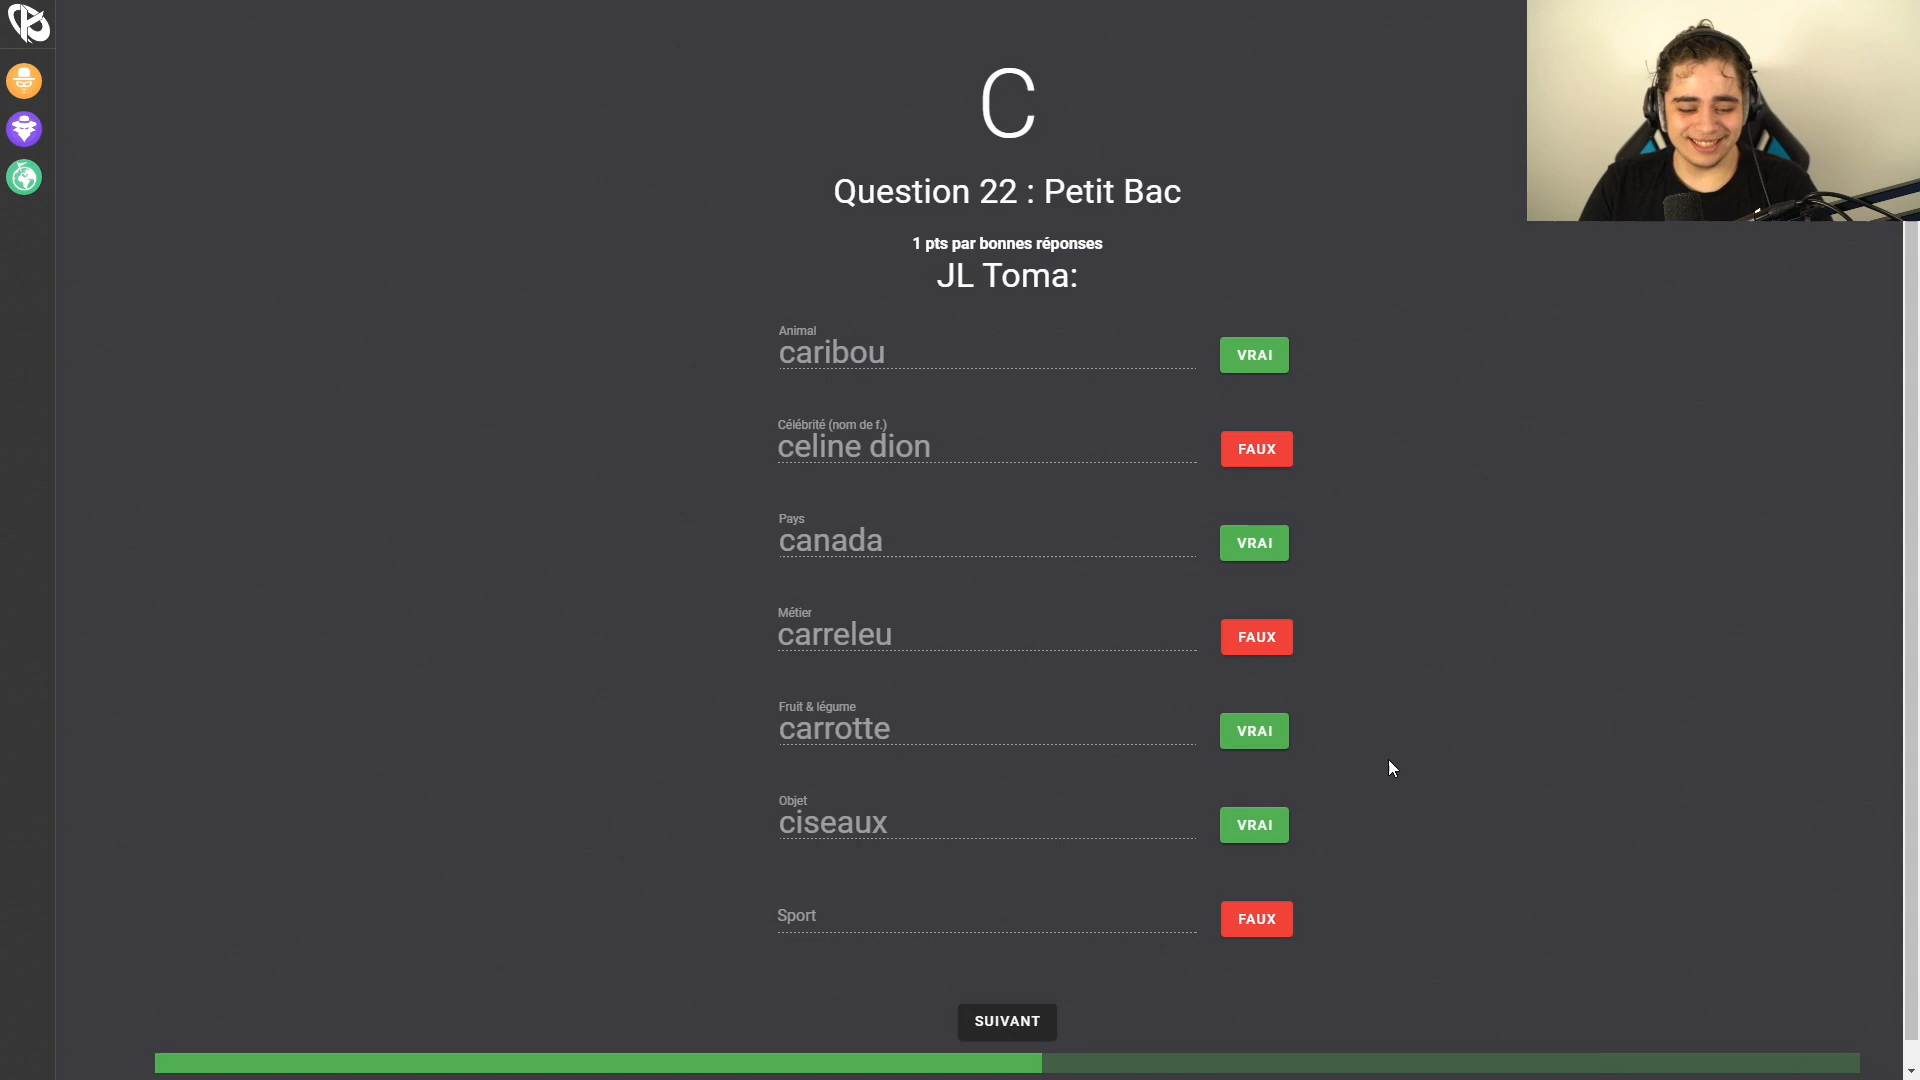 C
Question 22 : Petit Bac
1 pts par bonnes réponses
JL Toma:
Animal
caribou
VRAI
Célébrité (nom de f.)
celine dion
FAUX
Pays
canada
VRAI
Métier
carreleu
FAUX
Fruit & légume
carrotte
VRAI
Objet
ciseaux
VRAI
Sport
FAUX
SUIVANT